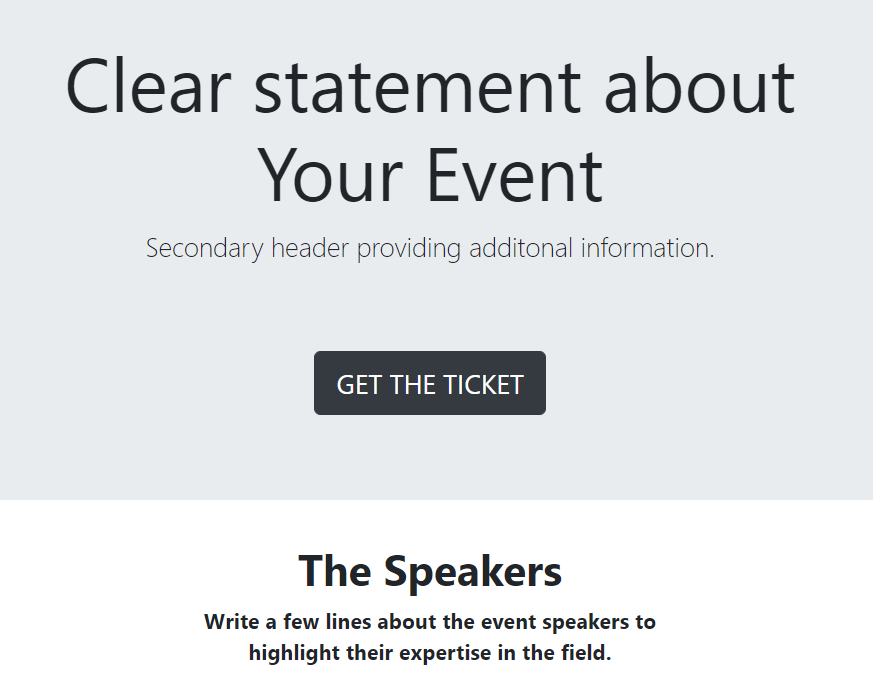 Clear statement about
Your Event
Secondary header providing additonal information.
GET THE TICKET
The Speakers
Write a few lines about the event speakers to
highlight their expertise in the field.